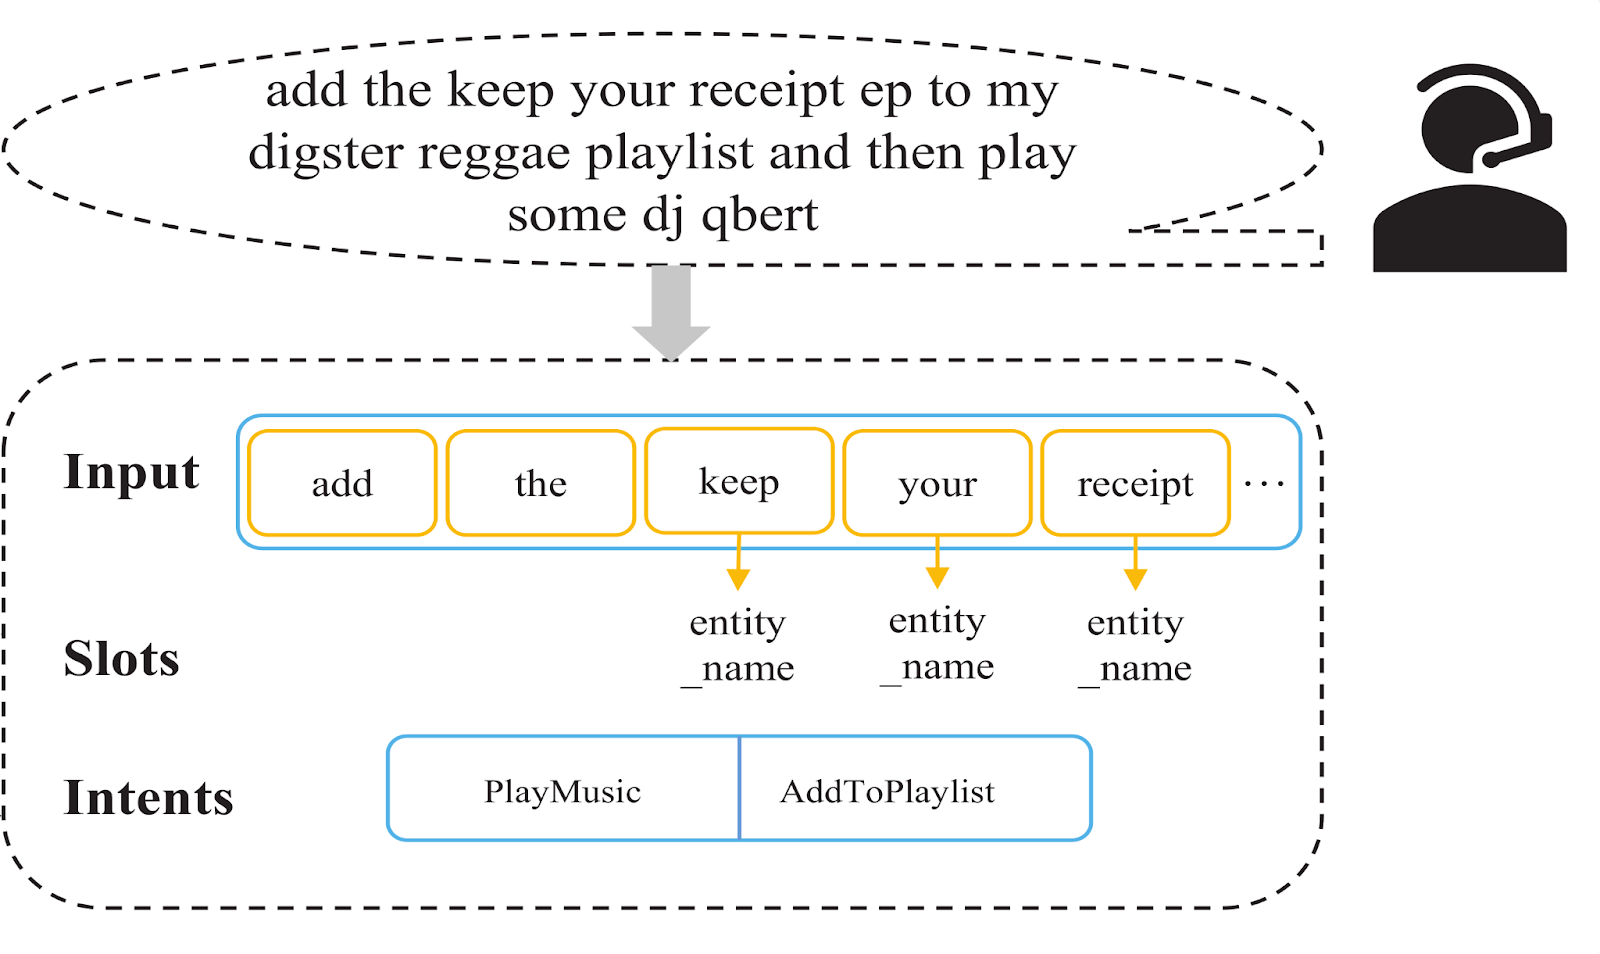 add the keep your receipt ep to my
digster reggae playlist and then play
some dj qbert
Input
add the keep your receipt ...
entity entity entity
_name _name _name
Slots
Intents
PlayMusic AddToPlaylist